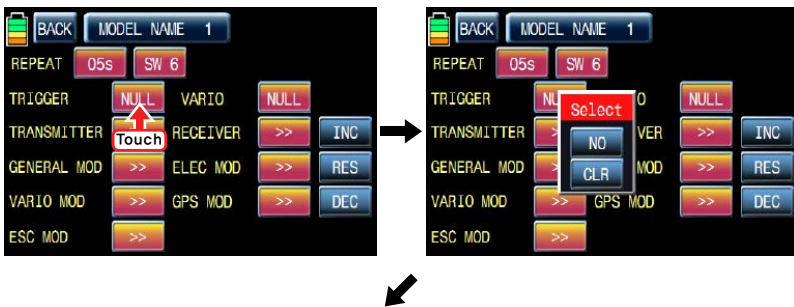 BACK MODEL NAME 1
REPEAT 05s SW 6
TRIGGER NULL VARIO NULL
TRANSMITTER Touch RECEIVER >> INC
GENERAL MOD >> ELEC MOD >> RES
VARIO MOD >> GPS MOD >> DEC
ESC MOD >>
BACK MODEL NAME 1
REPEAT 05s SW 6
TRIGGER NU O NULL
Select
TRANSMITTER > NO VER >> INC
GENERAL MOD > CLR MOD >> RES
VARIO MOD >> GPS MOD >> DEC
ESC MOD >>